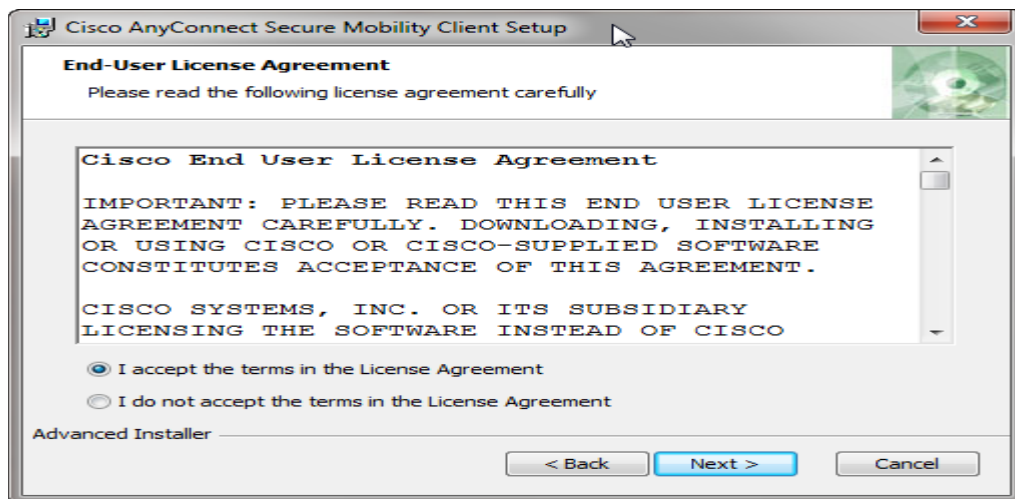 Cisco AnyConnect Secure Mobility Client Setup
End-User License Agreement
Please read the following license agreement carefully
Cisco End User License Agreement
IMPORTANT: PLEASE READ THIS END USER LICENSE
AGREEMENT CAREFULLY. DOWNLOADING, INSTALLING
OR USING CISCO OR CISCO-SUPPLIED SOFTWARE
CONSTITUTES ACCEPTANCE OF THIS AGREEMENT.
CISCO SYSTEMS, INC. OR ITS SUBSIDIARY
LICENSING THE SOFTWARE INSTEAD OF CISCO
I accept the terms in the License Agreement
I do not accept the terms in the License Agreement
Advanced Installer
< Back Next > Cancel